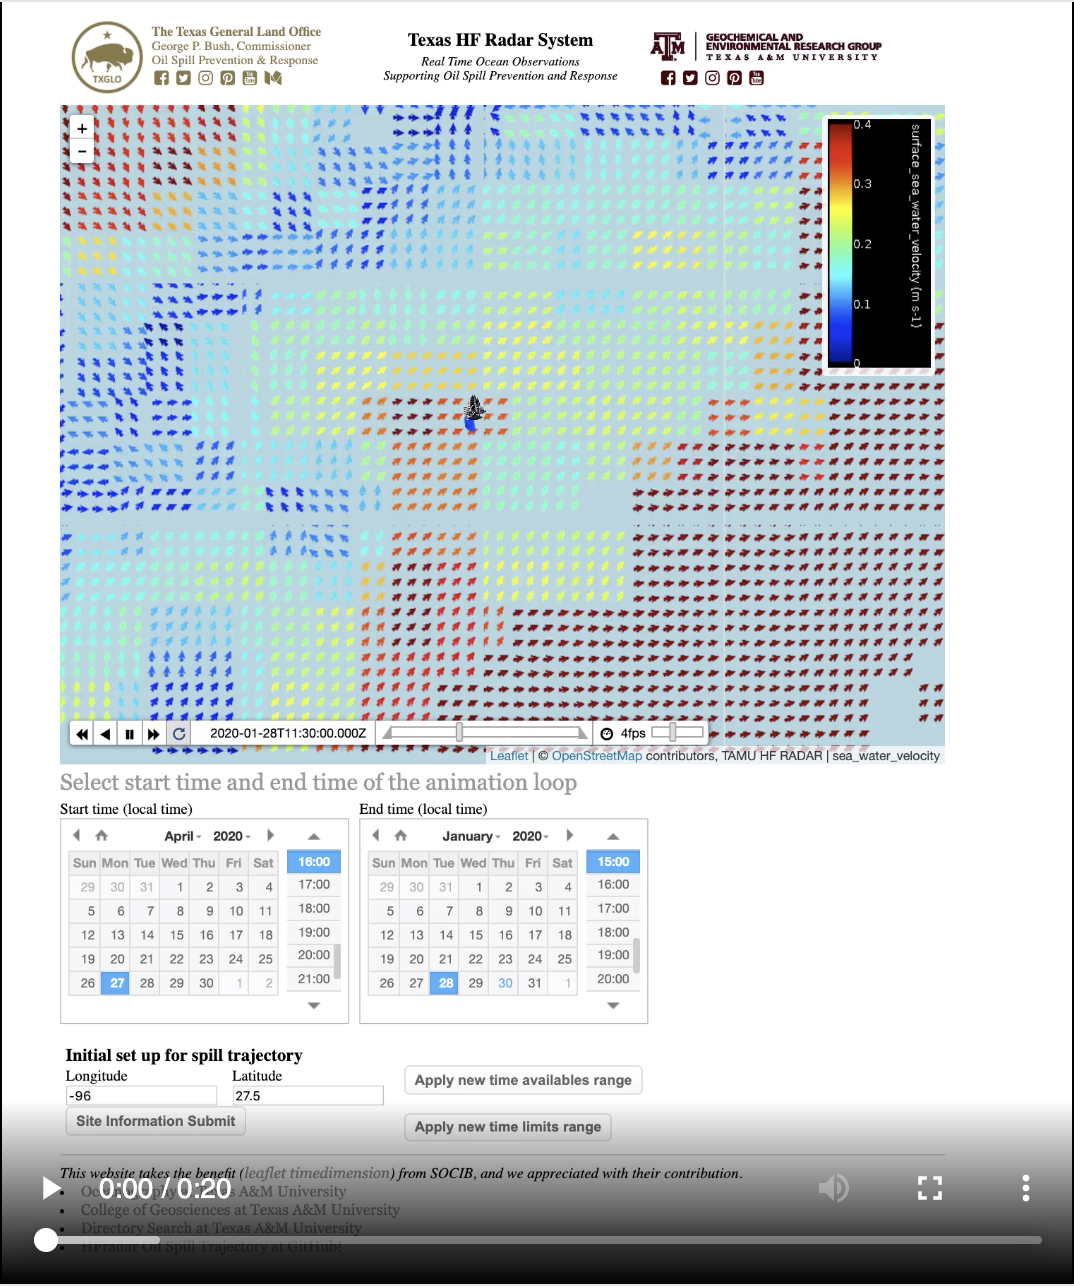 The Texas General Land Office
George P. Bush, Commissioner
Oil Spill Prevention & Response
TXGLO
Texas HF Radar System
Real Time Ocean Observations
Supporting Oil Spill Prevention and Response
ATM
GEOCHEMICAL AND
ENVIRONMENTAL RESEARCH GROUP
TEXAS A&M UNIVERSITY
+
-
0.4
0.3
0.2
0.1
0
surface_sea_water_velocity (m s-1)
2020-01-28T11:30:00.000Z
4fps
Leaflet | © OpenStreetMap contributors, TAMU HF RADAR | sea_water_velocity
Select start time and end time of the animation loop
Start time (local time)
April 2020
Sun Mon Tue Wed Thu Fri Sat
29 30 31 1 2 3 4
5 6 7 8 9 10 11
12 13 14 15 16 17 18
19 20 21 22 23 24 25
26 27 28 29 30 1 2
16:00
17:00
18:00
19:00
20:00
21:00
End time (local time)
January 2020
Sun Mon Tue Wed Thu Fri Sat
29 30 31 1 2 3 4
5 6 7 8 9 10 11
12 13 14 15 16 17 18
19 20 21 22 23 24 25
26 27 28 29 30 31 1
15:00
16:00
17:00
18:00
19:00
20:00
Initial set up for spill trajectory
Longitude
-96
Latitude
27.5
Site Information Submit
Apply new time availables range
Apply new time limits range
This website takes the benefit (leaflet timedimension) from SOCIB, and we appreciated with their contribution.
0:00 / 0:20
A&M University
College of Geosciences at Texas A&M University
Directory Search at Texas A&M University
HFradar Oil Spill Trajectory at GitHub!